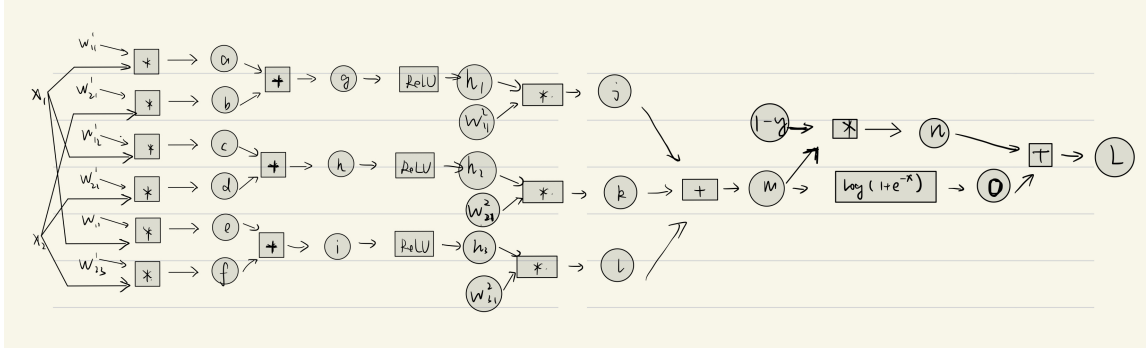 W¹₁₁ * → a
x₁ + → g → ReLU → h₁
W¹₂₁ * → b
W²₁₁ * → j
W¹₁₂ * → c
+ → h → ReLU → h₂
W¹₂₁ * → d
W²₂₁ * → k → + → m
1-y * → n
log(1+e⁻ˣ) → O
+ → L
W¹₁₁ * → e
x₂ + → i → ReLU → h₃
W¹₂₃ * → f
W²₃₁ * → l